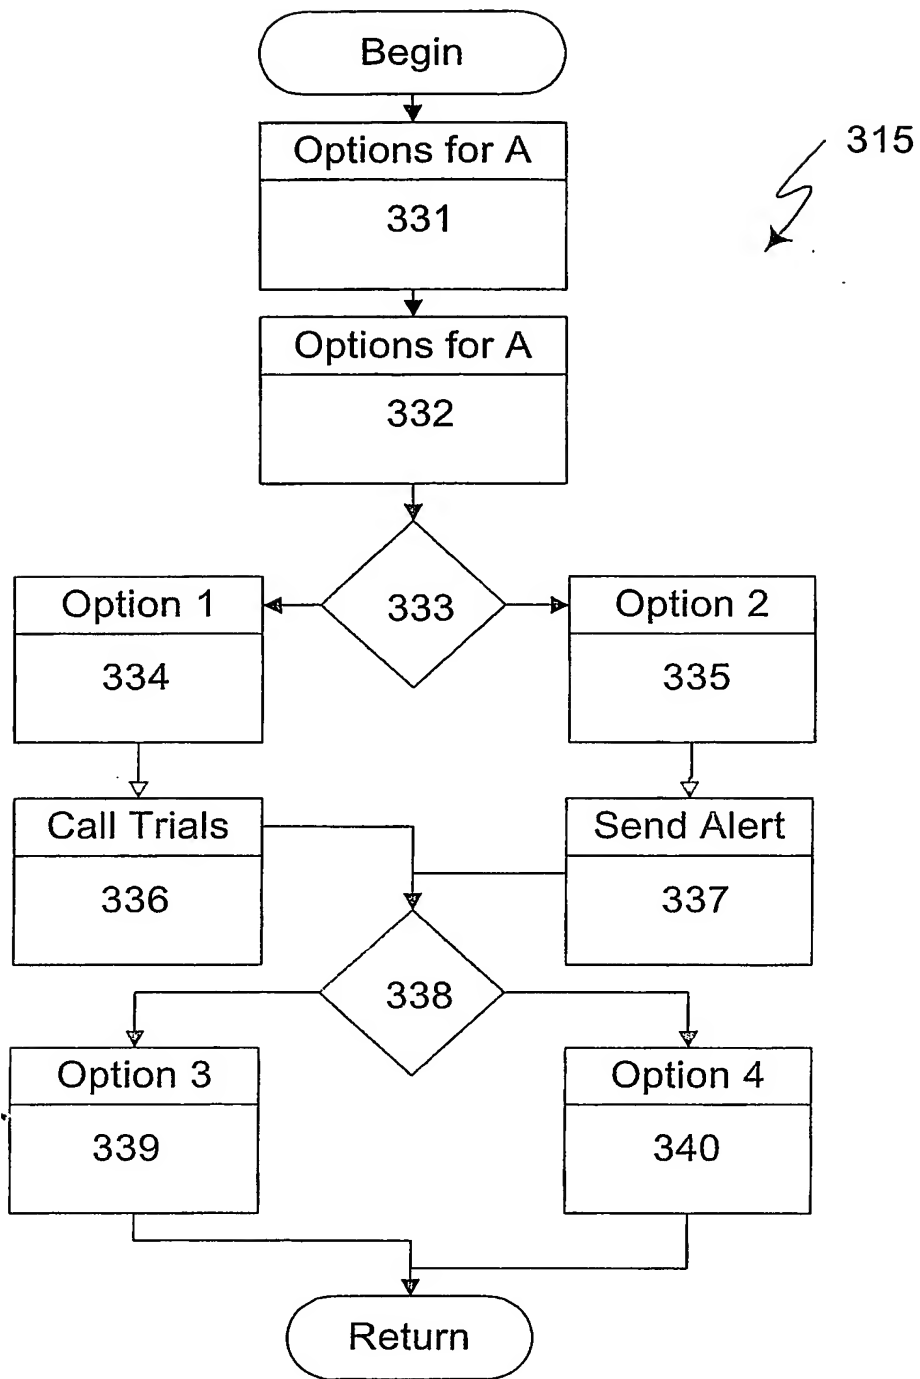 Begin
315
Options for A
331
Options for A
332
333
Option 1
334
Option 2
335
Call Trials
336
Send Alert
337
338
Option 3
339
Option 4
340
Return